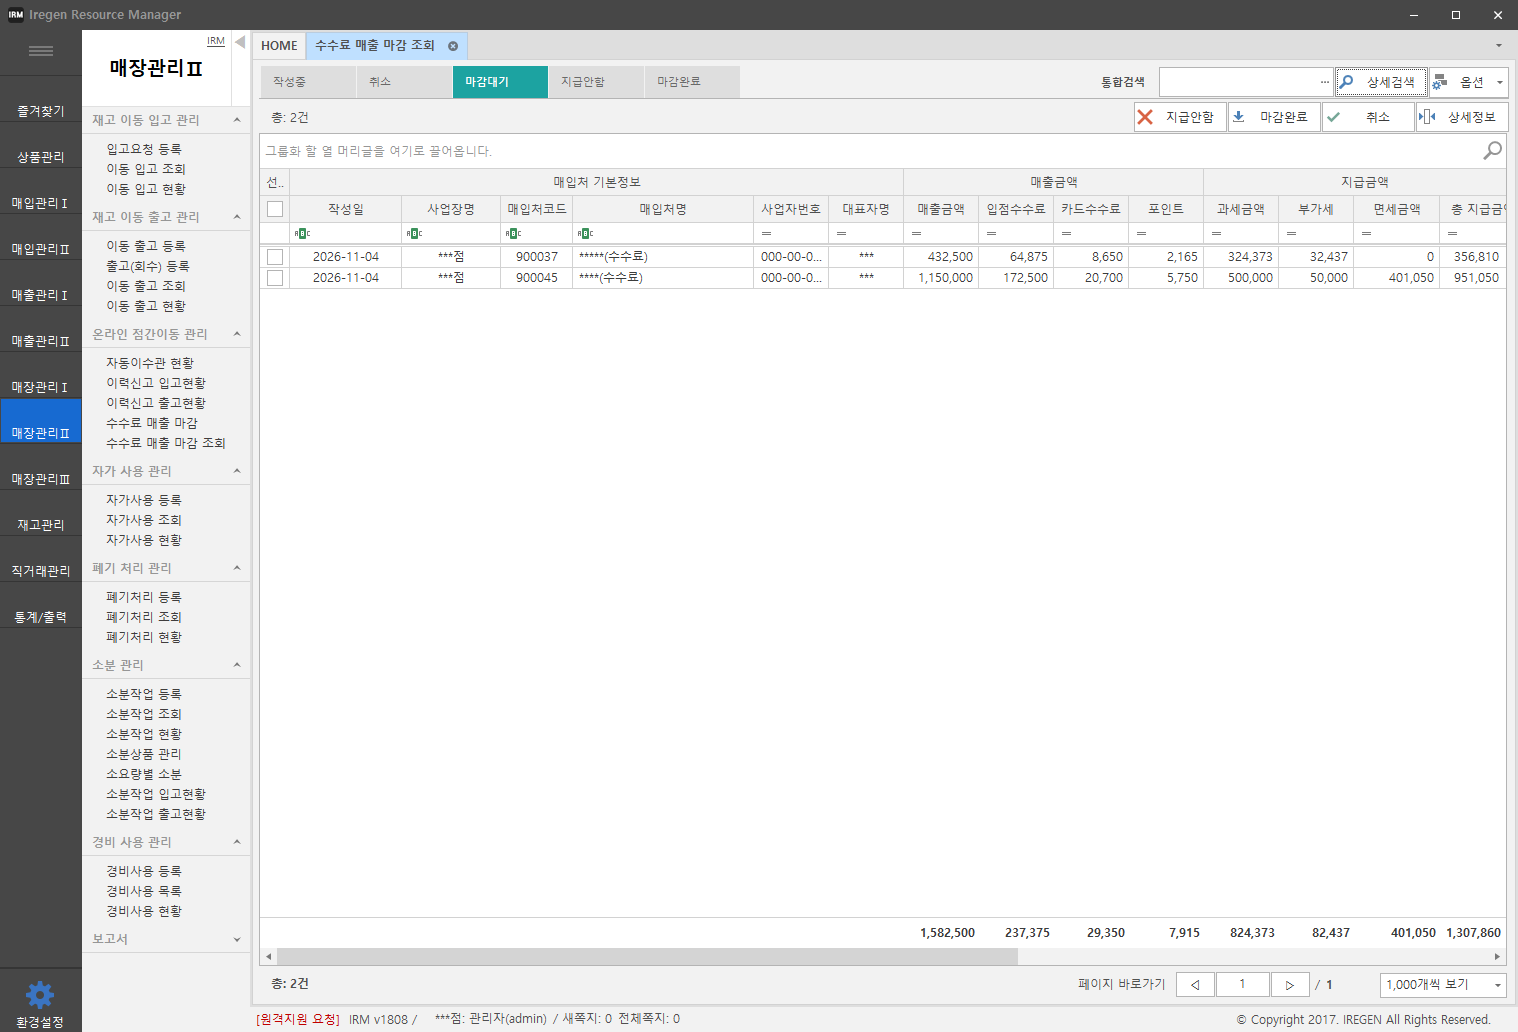 IRM Iregen Resource Manager
즐겨찾기
상품관리
매입관리 I
매입관리 II
매출관리 I
매출관리 II
매장관리 I
매장관리 II
매장관리 III
재고관리
직거래관리
통계/출력
환경설정
IRM
매장관리 II
재고 이동 입고 관리
입고요청 등록
이동 입고 조회
이동 입고 현황
재고 이동 출고 관리
이동 출고 등록
출고(회수) 등록
이동 출고 조회
이동 출고 현황
온라인 점간이동 관리
자동이수관 현황
이력신고 입고현황
이력신고 출고현황
수수료 매출 마감
수수료 매출 마감 조회
자가 사용 관리
자가사용 등록
자가사용 조회
자가사용 현황
폐기 처리 관리
폐기처리 등록
폐기처리 조회
폐기처리 현황
소분 관리
소분작업 등록
소분작업 조회
소분작업 현황
소분상품 관리
소요량별 소분
소분작업 입고현황
소분작업 출고현황
경비 사용 관리
경비사용 등록
경비사용 목록
경비사용 현황
보고서
HOME 수수료 매출 마감 조회
작성중 취소 마감대기 지급안함 마감완료 통합검색 ... 상세검색 옵션
총: 2건 지급안함 마감완료 취소 상세정보
그룹화 할 열 머리글을 여기로 끌어옵니다.
선.. 매입처 기본정보 매출금액 지급금액
작성일 사업장명 매입처코드 매입처명 사업자번호 대표자명 매출금액 입점수수료 카드수수료 포인트 과세금액 부가세 면세금액 총 지급금액
2026-11-04 ***점 900037 *****(수수료) 000-00-0... *** 432,500 64,875 8,650 2,165 324,373 32,437 0 356,810
2026-11-04 ***점 900045 ****(수수료) 000-00-0... *** 1,150,000 172,500 20,700 5,750 500,000 50,000 401,050 951,050
1,582,500 237,375 29,350 7,915 824,373 82,437 401,050 1,307,860
총: 2건 페이지 바로가기 1 / 1 1,000개씩 보기
[원격지원 요청] IRM v1808 / ***점: 관리자(admin) / 새쪽지: 0 전체쪽지: 0 © Copyright 2017. IREGEN All Rights Reserved.